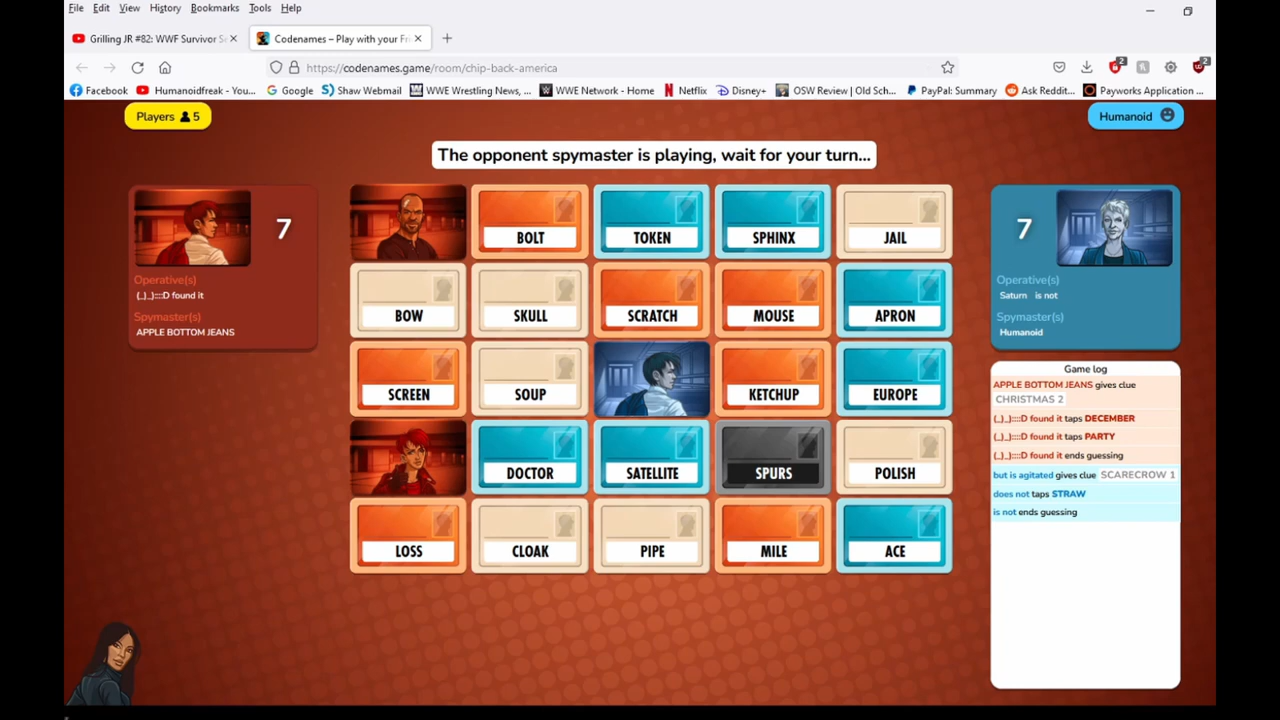 File Edit View History Bookmarks Tools Help
Grilling JR #82: WWF Survivor Se
Codenames – Play with your Fri
https://codenames.game/room/chip-back-america
2 2
Facebook Humanoidfreak - You... Google Shaw Webmail WWE Wrestling News, ... WWE Network - Home Netflix Disney+ OSW Review | Old Sch... PayPal: Summary Ask Reddit... Payworks Application ...
Players 5
Humanoid
The opponent spymaster is playing, wait for your turn...
7
Operative(s)
(_)_)::::D found it
Spymaster(s)
APPLE BOTTOM JEANS
BOLT TOKEN SPHINX JAIL
BOW SKULL SCRATCH MOUSE APRON
SCREEN SOUP KETCHUP EUROPE
DOCTOR SATELLITE SPURS POLISH
LOSS CLOAK PIPE MILE ACE
7
Operative(s)
Saturn is not
Spymaster(s)
Humanoid
Game log
APPLE BOTTOM JEANS gives clue
CHRISTMAS 2
(_)_)::::D found it taps DECEMBER
(_)_)::::D found it taps PARTY
(_)_)::::D found it ends guessing
but is agitated gives clue SCARECROW 1
does not taps STRAW
is not ends guessing